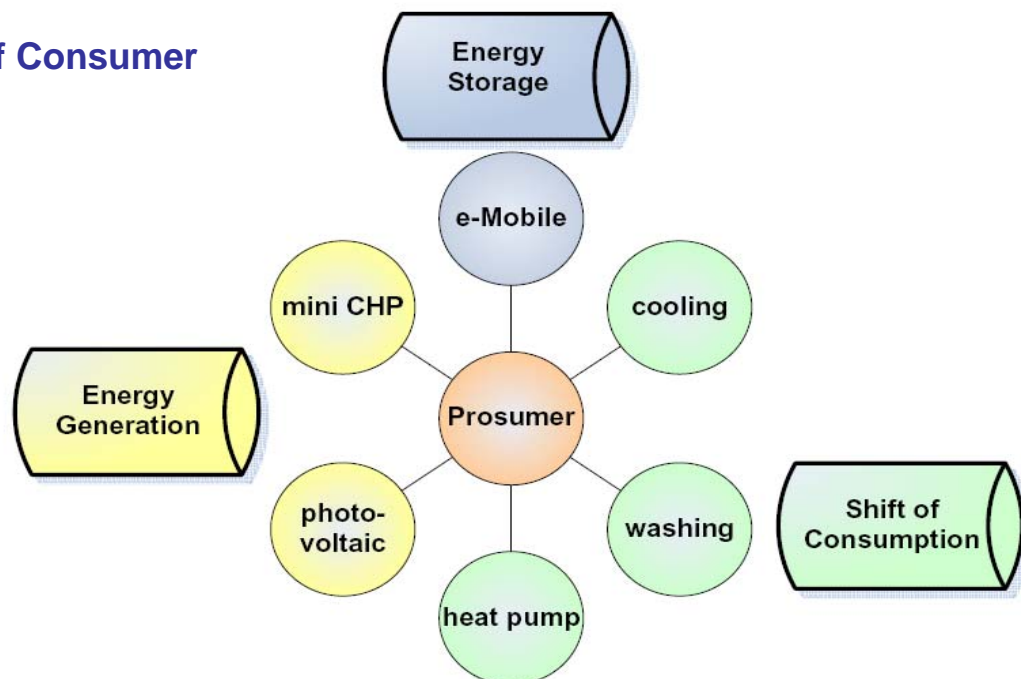 Consumer
Energy
Storage
e-Mobile
mini CHP
cooling
Energy
Generation
Prosumer
photo-
voltaic
washing
Shift of
Consumption
heat pump